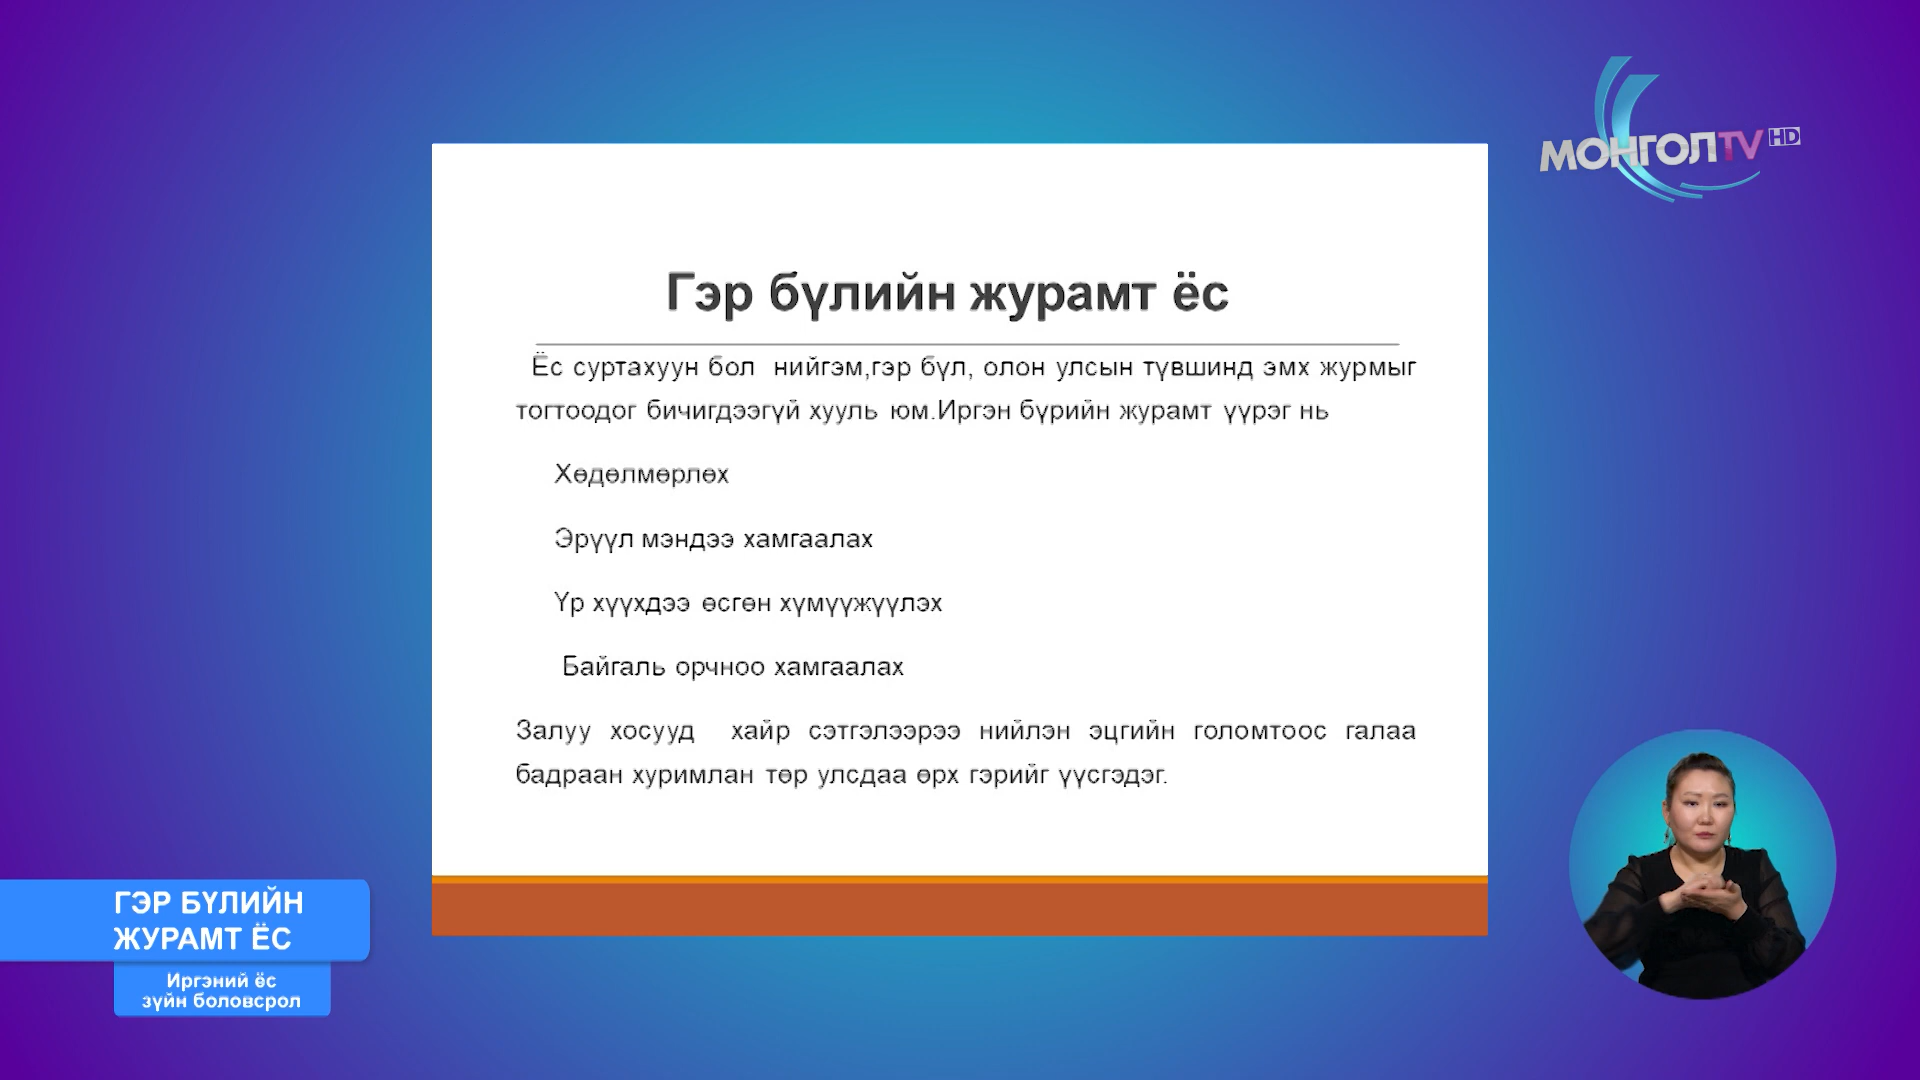 МОНГОЛTV HD
Гэр бүлийн журамт ёс
Ёс суртахуун бол нийгэм,гэр бүл, олон улсын түвшинд эмх журмыг
тогтоодог бичигдээгүй хууль юм.Иргэн бүрийн журамт үүрэг нь
Хөдөлмөрлөх
Эрүүл мэндээ хамгаалах
Үр хүүхдээ өсгөн хүмүүжүүлэх
Байгаль орчноо хамгаалах
Залуу хосууд хайр сэтгэлээрээ нийлэн эцгийн голомтоос галаа
бадраан хуримлан төр улсдаа өрх гэрийг үүсгэдэг.
ГЭР БҮЛИЙН
ЖУРАМТ ЁС
Иргэний ёс
зүйн боловсрол